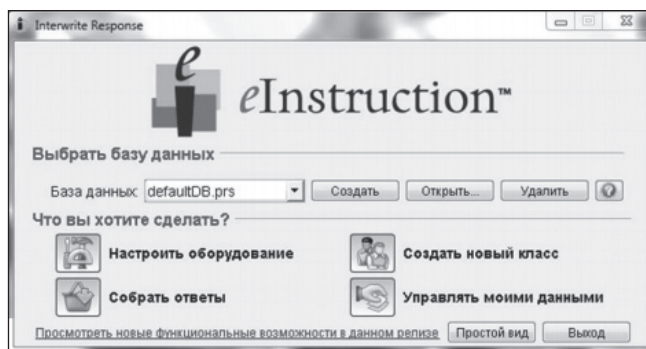 Interwrite Response
eInstruction™
Выбрать базу данных
База данных: defaultDB.prs Создать Открыть... Удалить ?
Что вы хотите сделать?
Настроить оборудование Создать новый класс
Собрать ответы Управлять моими данными
Просмотреть новые функциональные возможности в данном релизе Простой вид Выход